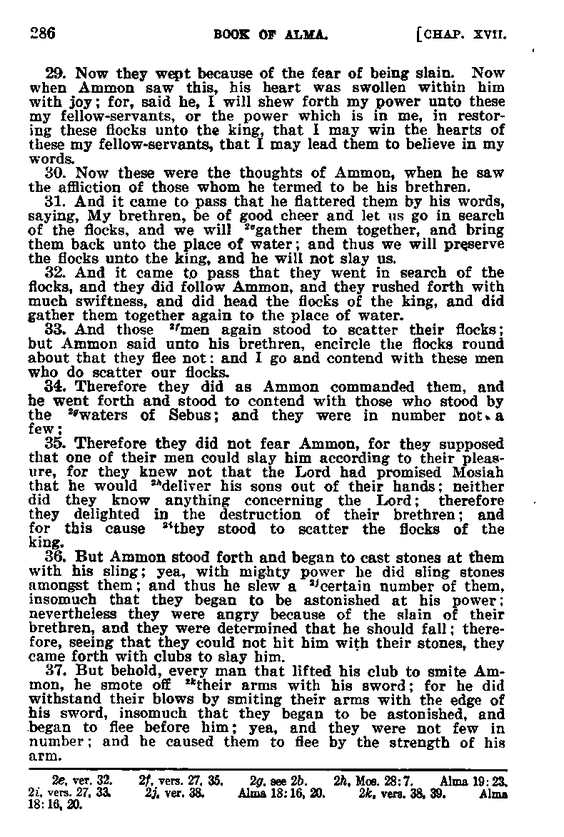 286 BOOK OF ALMA. [CHAP. XVII.
29. Now they wept because of the fear of being slain. Now
when Ammon saw this, his heart was swollen within him
with joy; for, said he, I will shew forth my power unto these
my fellow-servants, or the power which is in me, in restor-
ing these flocks unto the king, that I may win the hearts of
these my fellow-servants, that I may lead them to believe in my
words.
30. Now these were the thoughts of Ammon, when he saw
the affliction of those whom he termed to be his brethren.
31. And it came to pass that he flattered them by his words,
saying, My brethren, be of good cheer and let us go in search
of the flocks, and we will ²ᵉgather them together, and bring
them back unto the place of water; and thus we will preserve
the flocks unto the king, and he will not slay us.
32. And it came to pass that they went in search of the
flocks, and they did follow Ammon, and they rushed forth with
much swiftness, and did head the flocks of the king, and did
gather them together again to the place of water.
33. And those ²ᶠmen again stood to scatter their flocks;
but Ammon said unto his brethren, encircle the flocks round
about that they flee not: and I go and contend with these men
who do scatter our flocks.
34. Therefore they did as Ammon commanded them, and
he went forth and stood to contend with those who stood by
the ²ᵍwaters of Sebus; and they were in number not a
few;
35. Therefore they did not fear Ammon, for they supposed
that one of their men could slay him according to their pleas-
ure, for they knew not that the Lord had promised Mosiah
that he would ²ʰdeliver his sons out of their hands; neither
did they know anything concerning the Lord; therefore
they delighted in the destruction of their brethren; and
for this cause ²ⁱthey stood to scatter the flocks of the
king.
36. But Ammon stood forth and began to cast stones at them
with his sling; yea, with mighty power he did sling stones
amongst them; and thus he slew a ²ʲcertain number of them,
insomuch that they began to be astonished at his power;
nevertheless they were angry because of the slain of their
brethren, and they were determined that he should fall; there-
fore, seeing that they could not hit him with their stones, they
came forth with clubs to slay him.
37. But behold, every man that lifted his club to smite Am-
mon, he smote off ²ᵏtheir arms with his sword; for he did
withstand their blows by smiting their arms with the edge of
his sword, insomuch that they began to be astonished, and
began to flee before him; yea, and they were not few in
number; and he caused them to flee by the strength of his
arm.
2e, ver. 32. 2f, vers. 27, 35. 2g, see 2b. 2h, Mos. 28:7. Alma 19:23.
2i, vers. 27, 33. 2j, ver. 38. Alma 18:16, 20. 2k, vers. 38, 39. Alma
18:16, 20.